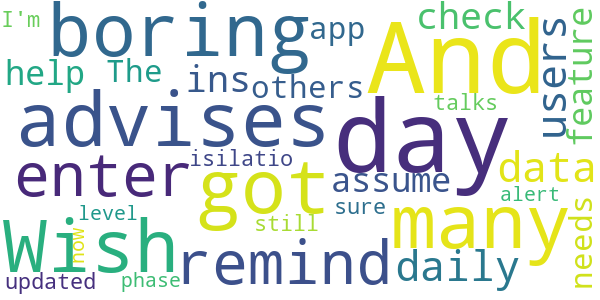 I'm boring app And check users feature
help The ins others
advises day talks
enter isilatio got assume data
Wish level still sure many alert needs
now remind daily
updated phase